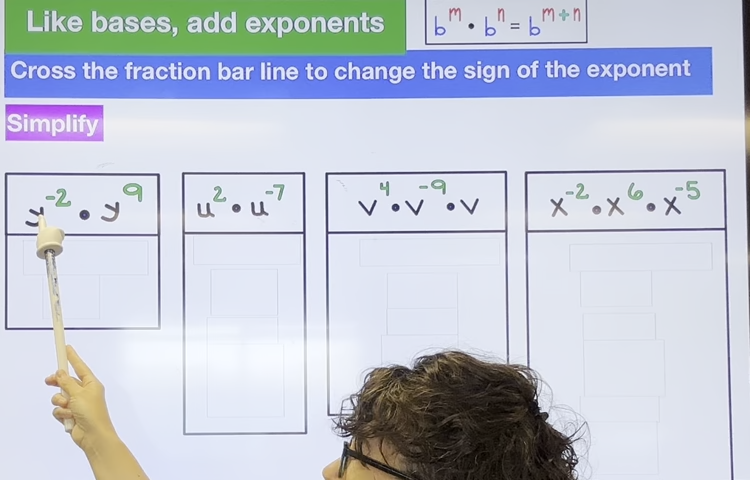 Like bases, add exponents
b^m • b^n = b^(m+n)
Cross the fraction bar line to change the sign of the exponent
Simplify
y^-2 • y^9
u^2 • u^-7
v^4 • v^-9 • v
x^-2 • x^6 • x^-5